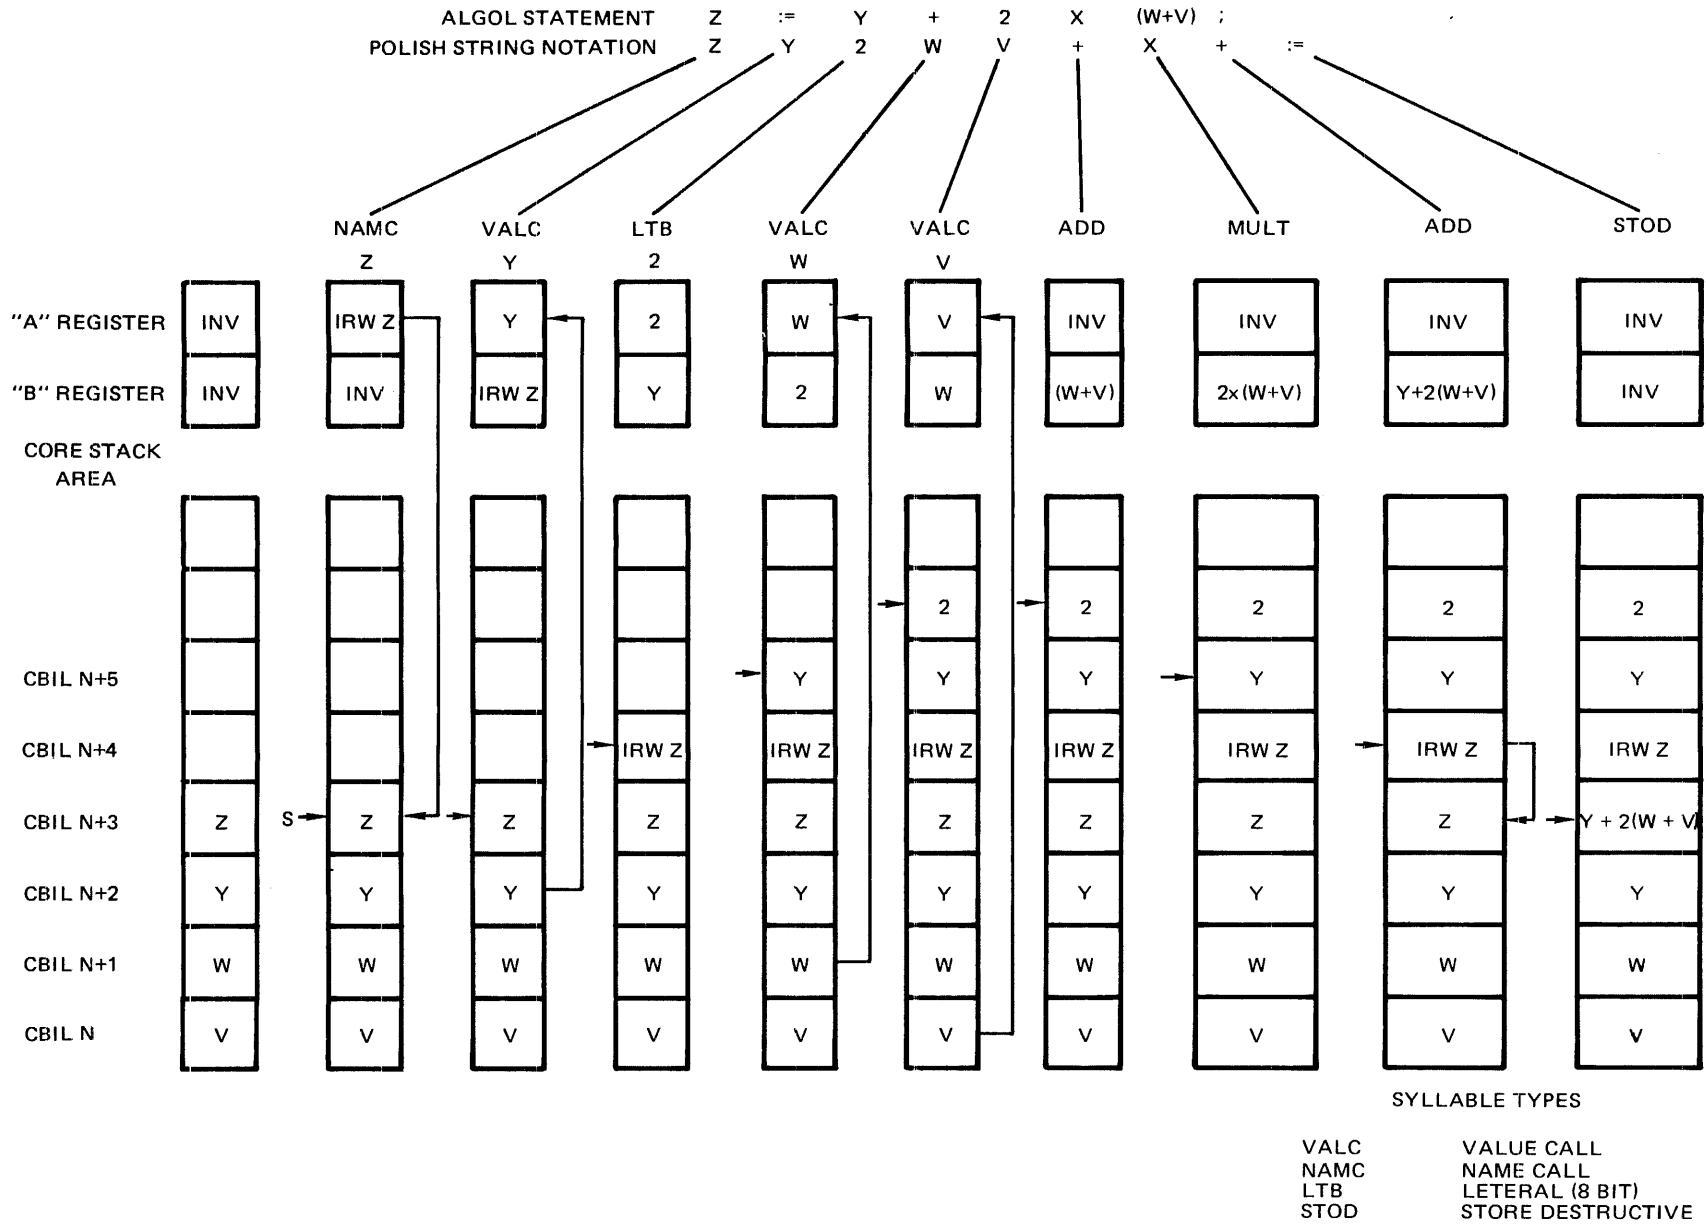 ALGOL STATEMENT Z := Y + 2 X (W+V) ;
POLISH STRING NOTATION Z Y 2 W V + X + :=
NAMC VALC LTB VALC VALC ADD MULT ADD STOD
Z Y 2 W V
"A" REGISTER INV IRW Z Y 2 W V INV INV INV INV
"B" REGISTER INV INV IRW Z Y 2 W (W+V) 2x(W+V) Y+2(W+V) INV
CORE STACK
AREA
2 2 2 2 2
CBIL N+5 Y Y Y Y Y Y
CBIL N+4 IRW Z IRW Z IRW Z IRW Z IRW Z IRW Z IRW Z
CBIL N+3 Z S Z Z Z Z Z Z Z Z Y + 2(W + V)
CBIL N+2 Y Y Y Y Y Y Y Y Y Y
CBIL N+1 W W W W W W W W W W
CBIL N V V V V V V V V V V
SYLLABLE TYPES
VALC VALUE CALL
NAMC NAME CALL
LTB LETERAL (8 BIT)
STOD STORE DESTRUCTIVE